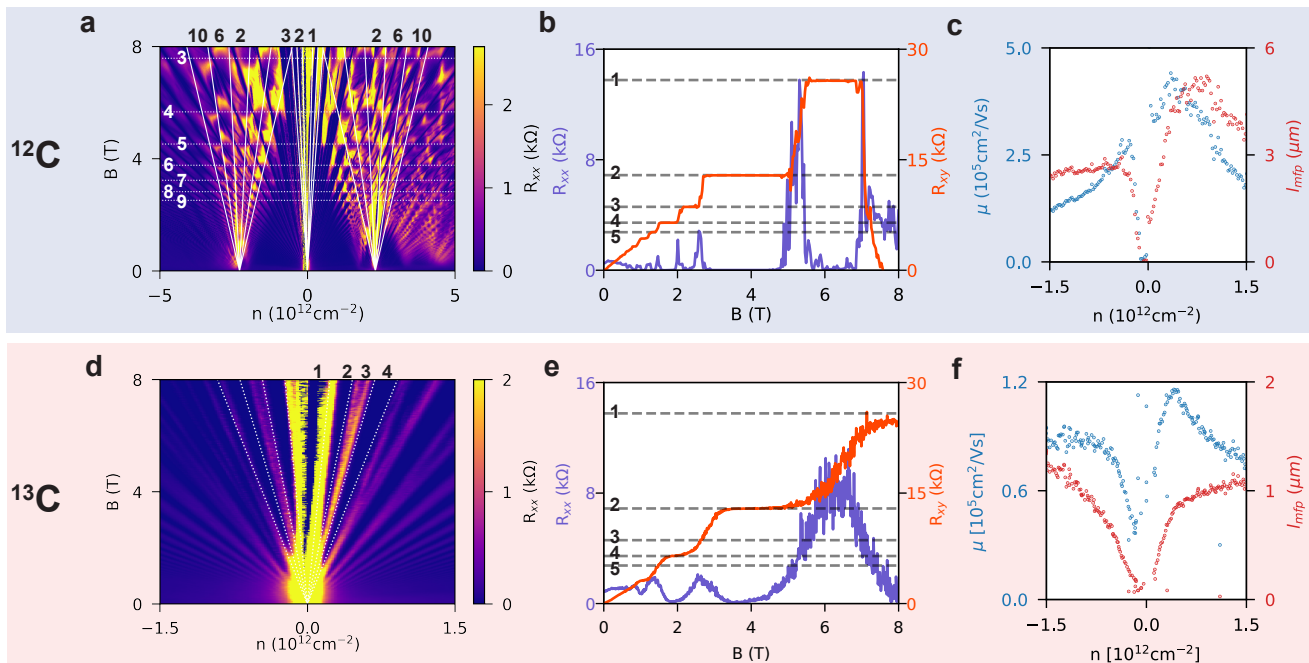 a
10 6 2 3 2 1 2 6 10
8
4
0
B (T)
3
4
5
6
7
8
9
-5 0 5
n (10¹²cm⁻²)
2
1
0
Rxx (kΩ)
¹²C
b
16
8
0
Rxx (kΩ)
1
2
3
4
5
30
15
0
Rxy (kΩ)
0 2 4 6 8
B (T)
c
5.0
2.5
0.0
μ (10⁵cm²/Vs)
6
3
0
lmfp (μm)
−1.5 0.0 1.5
n (10¹²cm⁻²)
d
1 2 3 4
8
4
0
B (T)
−1.5 0.0 1.5
n (10¹²cm⁻²)
2
1
0
Rxx (kΩ)
¹³C
e
16
8
0
Rxx (kΩ)
1
2
3
4
5
30
15
0
Rxy (kΩ)
0 2 4 6 8
B (T)
f
1.2
0.6
0.0
μ [10⁵cm²/Vs]
2
1
0
lmfp (μm)
−1.5 0.0 1.5
n [10¹²cm⁻²]